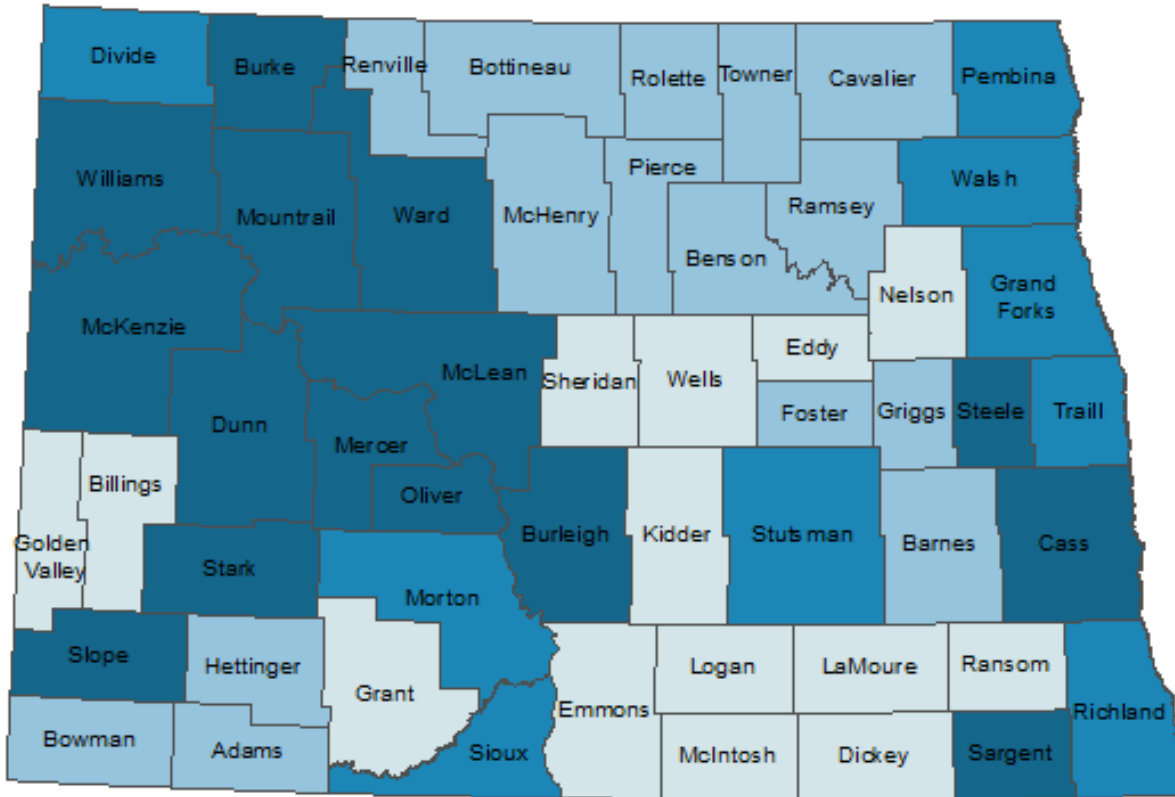 Divide
Burke
Renville
Bottineau
Rolette
Towner
Cavalier
Pembina
Williams
Mountrail
Ward
McHenry
Pierce
Benson
Ramsey
Walsh
Nelson
Grand
Forks
McKenzie
Dunn
McLean
Mercer
Oliver
Sheridan
Wells
Eddy
Foster
Griggs
Steele
Traill
Billings
Golden
Valley
Stark
Burleigh
Kidder
Stutsman
Barnes
Cass
Morton
Slope
Hettinger
Grant
Bowman
Adams
Sioux
Emmons
Logan
LaMoure
Ransom
Richland
McIntosh
Dickey
Sargent